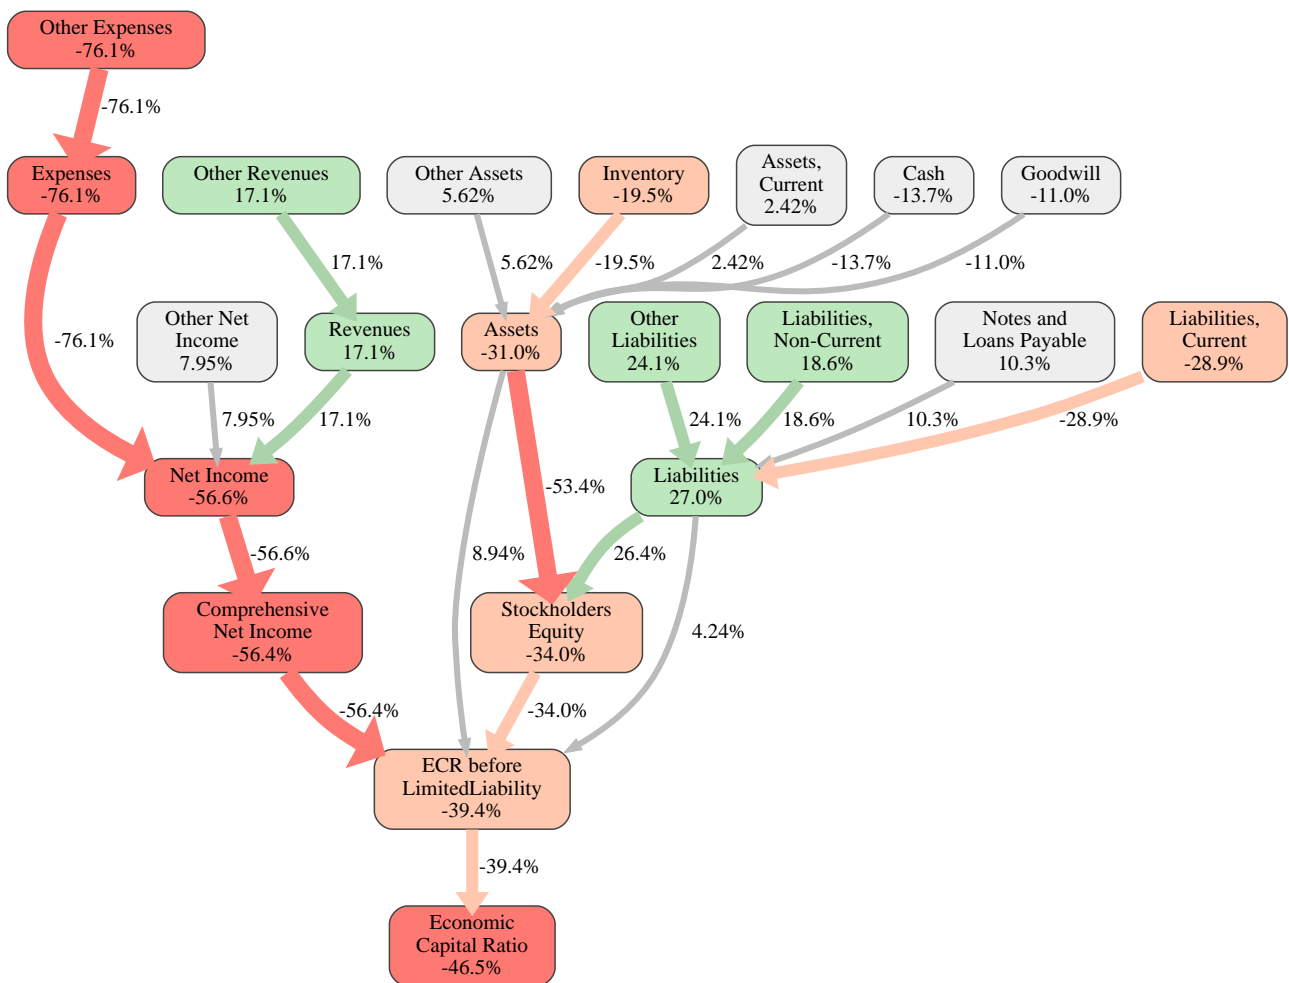 Other Expenses
-76.1%
-76.1%
Expenses
-76.1%
Other Revenues
17.1%
Other Assets
5.62%
Inventory
-19.5%
Assets,
Current
2.42%
Cash
-13.7%
Goodwill
-11.0%
17.1%
5.62%
-19.5%
2.42%
-13.7%
-11.0%
-76.1%
Other Net
Income
7.95%
Revenues
17.1%
Assets
-31.0%
Other
Liabilities
24.1%
Liabilities,
Non-Current
18.6%
Notes and
Loans Payable
10.3%
Liabilities,
Current
-28.9%
7.95%
17.1%
24.1%
18.6%
10.3%
-28.9%
Net Income
-56.6%
-53.4%
Liabilities
27.0%
-56.6%
8.94%
26.4%
Comprehensive
Net Income
-56.4%
Stockholders
Equity
-34.0%
4.24%
-56.4%
-34.0%
ECR before
LimitedLiability
-39.4%
-39.4%
Economic
Capital Ratio
-46.5%